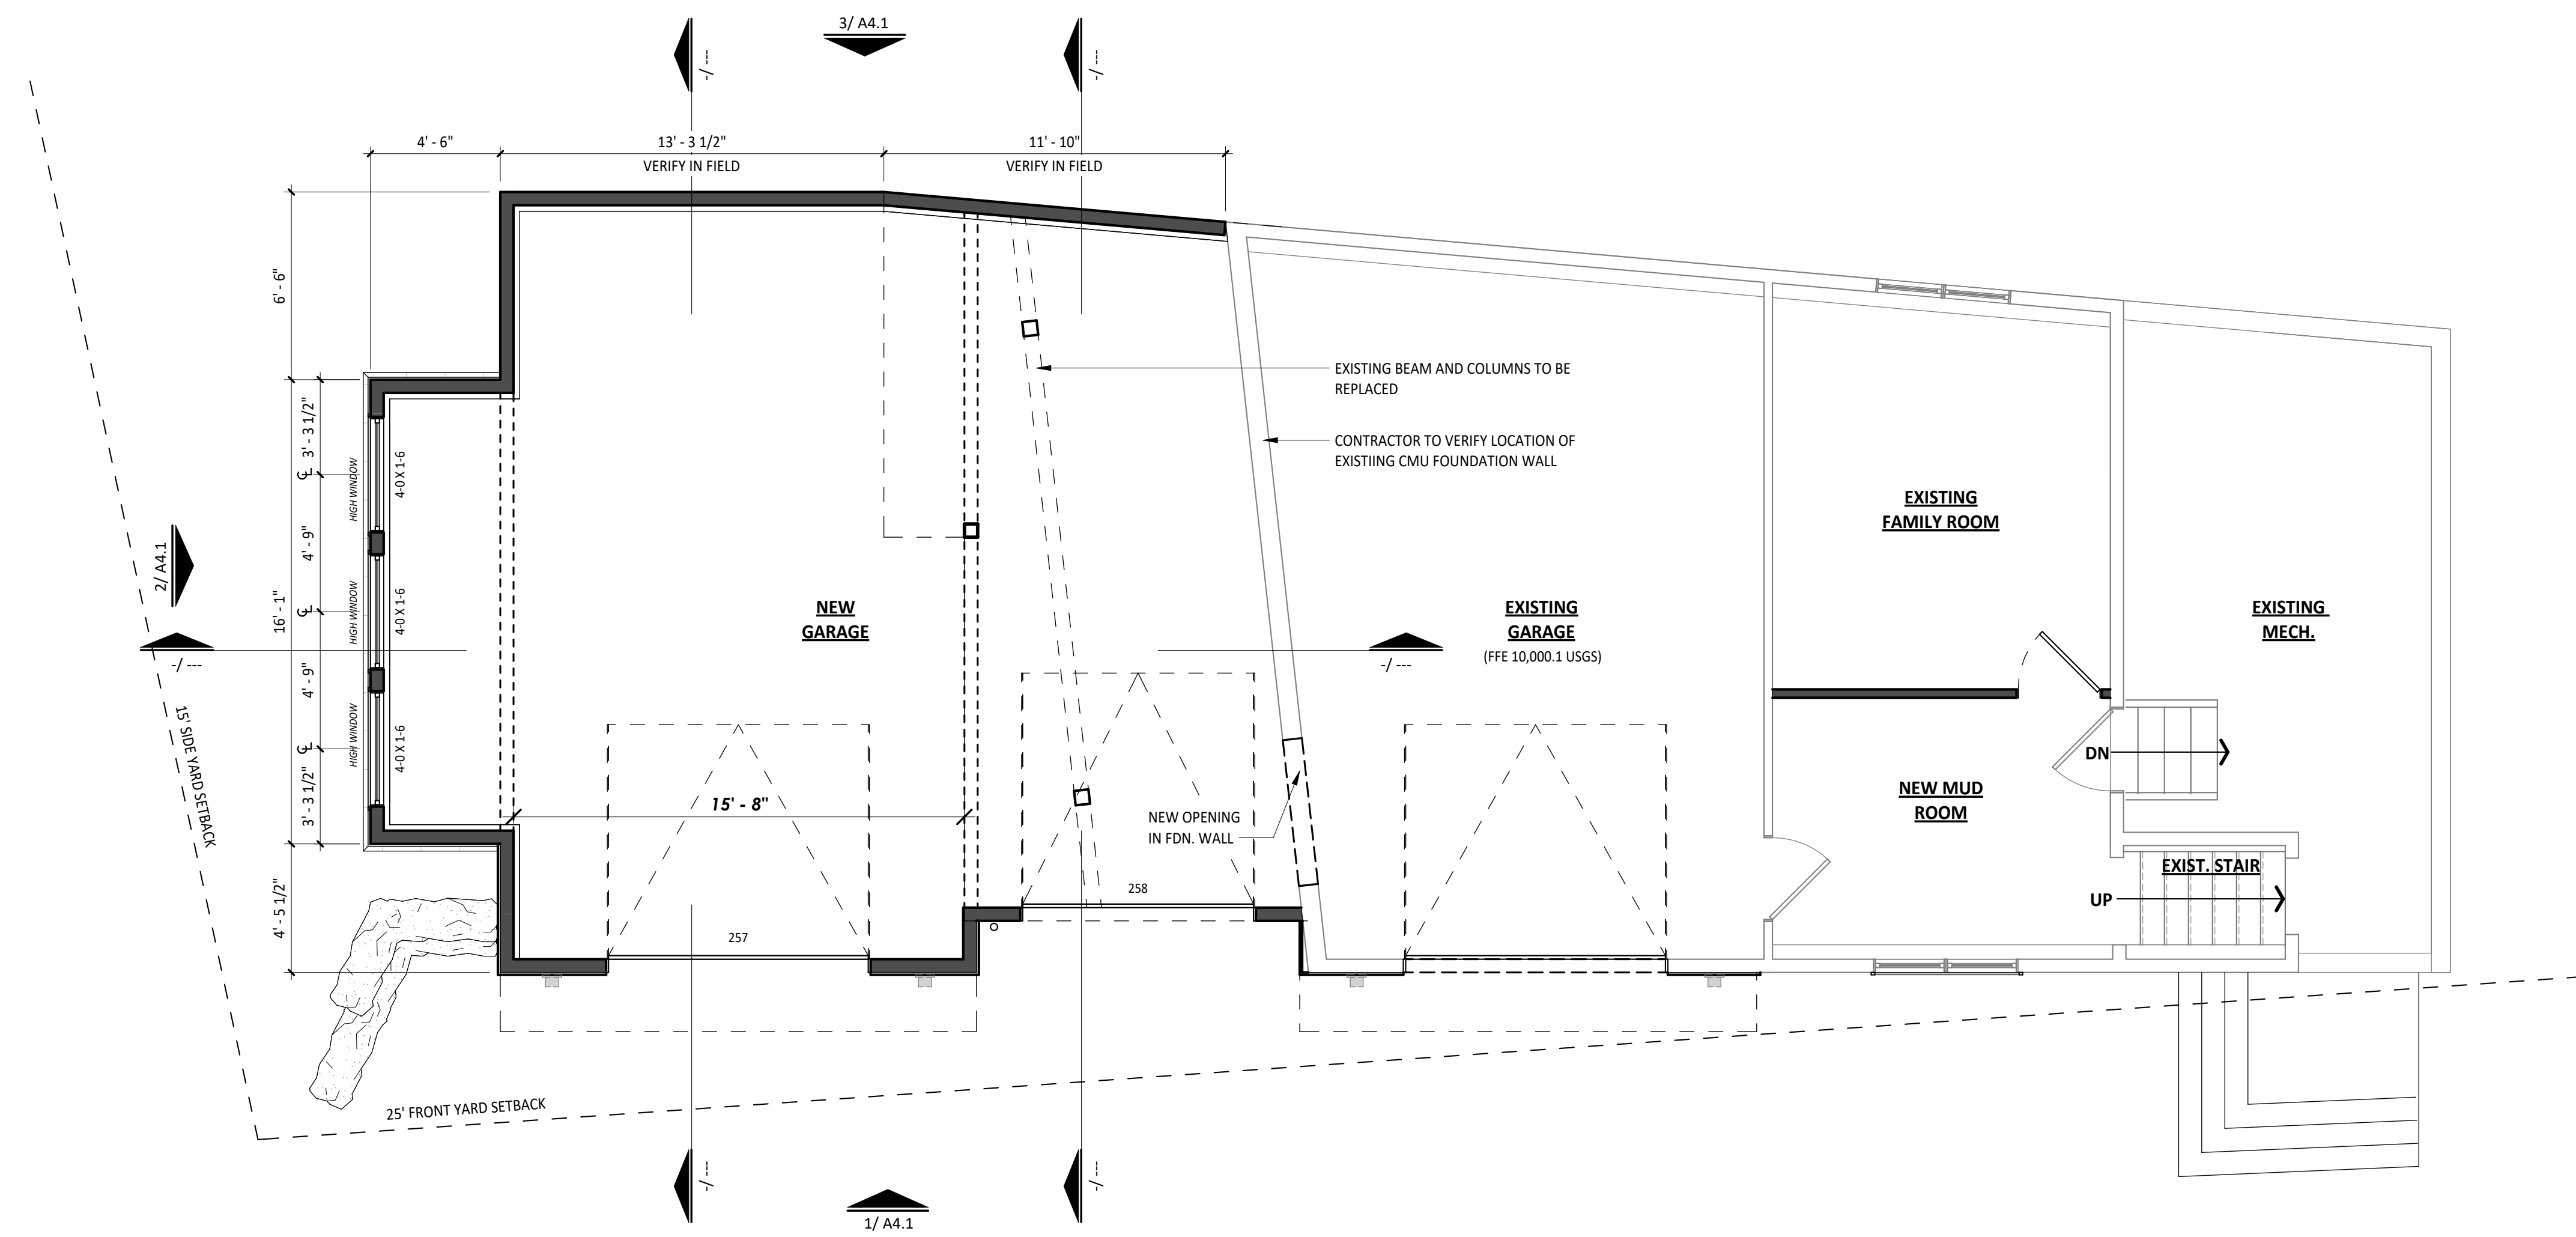 3/ A4.1
-/ ---
-/ ---
4' - 6"
13' - 3 1/2"
11' - 10"
VERIFY IN FIELD
VERIFY IN FIELD
6' - 6"
16' - 1"
4' - 5 1/2"
3' - 3 1/2"
4' - 9"
4' - 9"
3' - 3 1/2"
HIGH WINDOW
HIGH WINDOW
HIGH WINDOW
4-0 X 1-6
4-0 X 1-6
4-0 X 1-6
2/ A4.1
-/ ---
15' SIDE YARD SETBACK
EXISTING BEAM AND COLUMNS TO BE
REPLACED
CONTRACTOR TO VERIFY LOCATION OF
EXISTIING CMU FOUNDATION WALL
NEW
GARAGE
EXISTING
GARAGE
(FFE 10,000.1 USGS)
-/ ---
EXISTING
FAMILY ROOM
EXISTING
MECH.
DN
NEW MUD
ROOM
15' - 8"
NEW OPENING
IN FDN. WALL
EXIST. STAIR
UP
257
258
25' FRONT YARD SETBACK
-/ ---
-/ ---
1/ A4.1